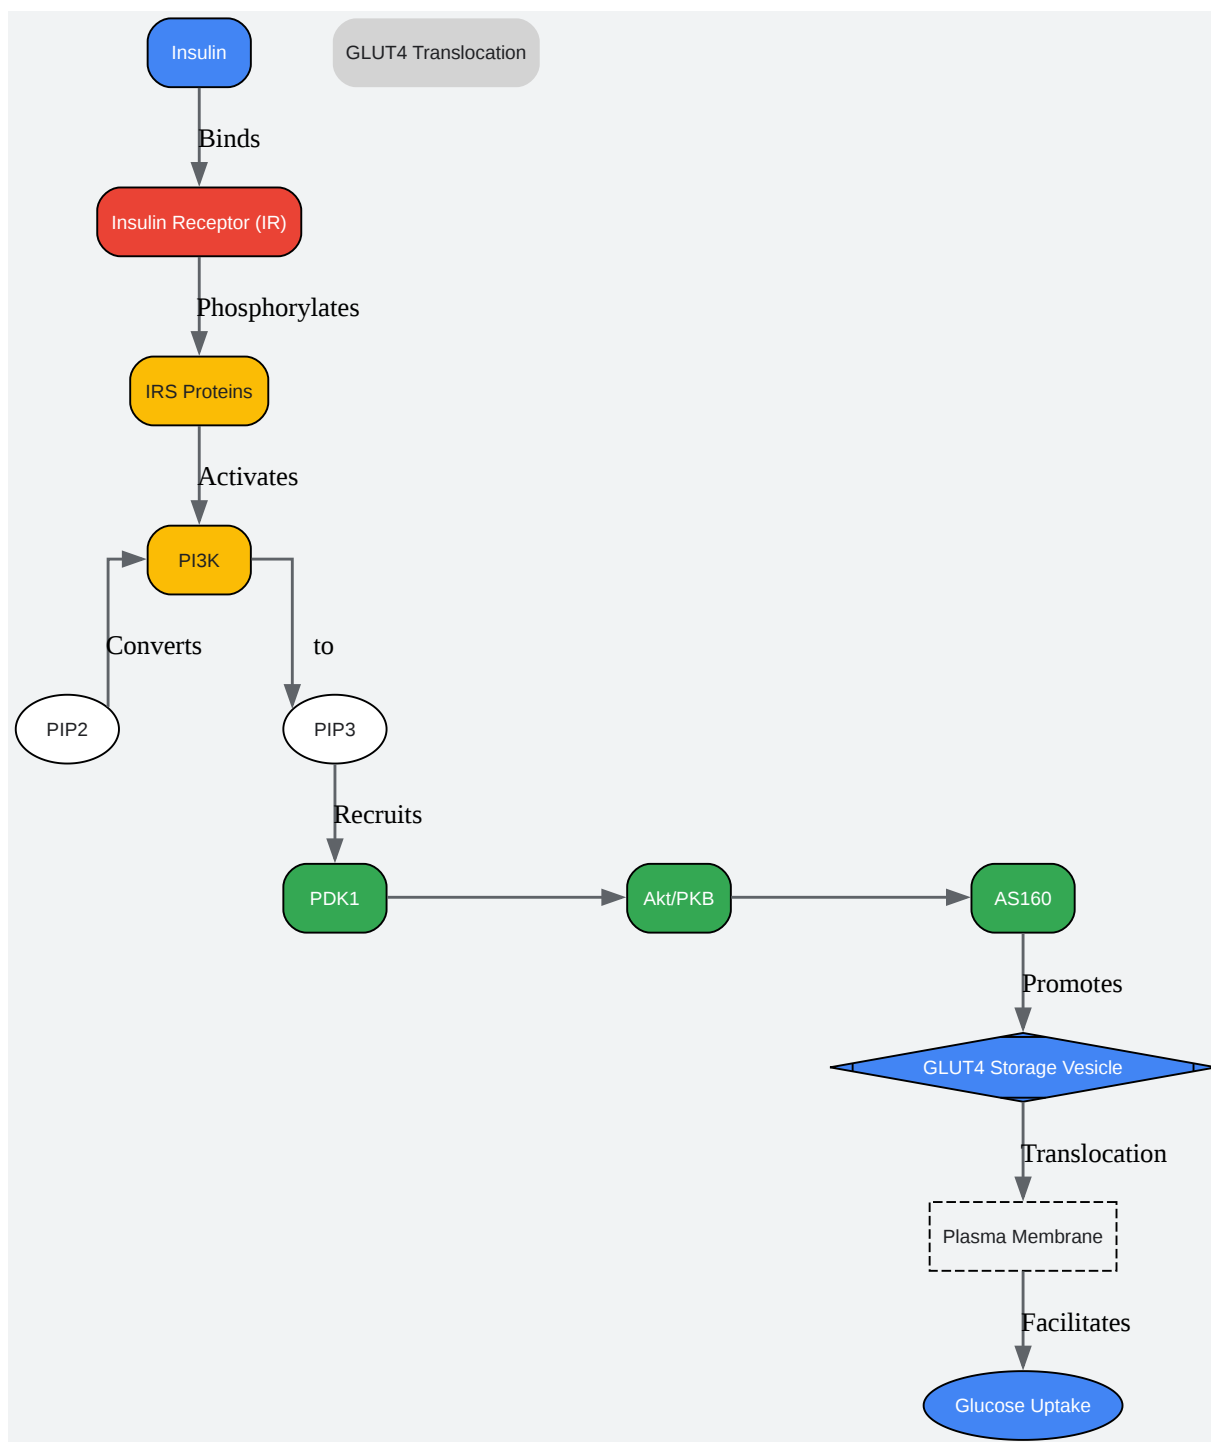 Insulin
GLUT4 Translocation
Binds
Insulin Receptor (IR)
Phosphorylates
IRS Proteins
Activates
PI3K
Converts
to
PIP2
PIP3
Recruits
PDK1
Akt/PKB
AS160
Promotes
GLUT4 Storage Vesicle
Translocation
Plasma Membrane
Facilitates
Glucose Uptake